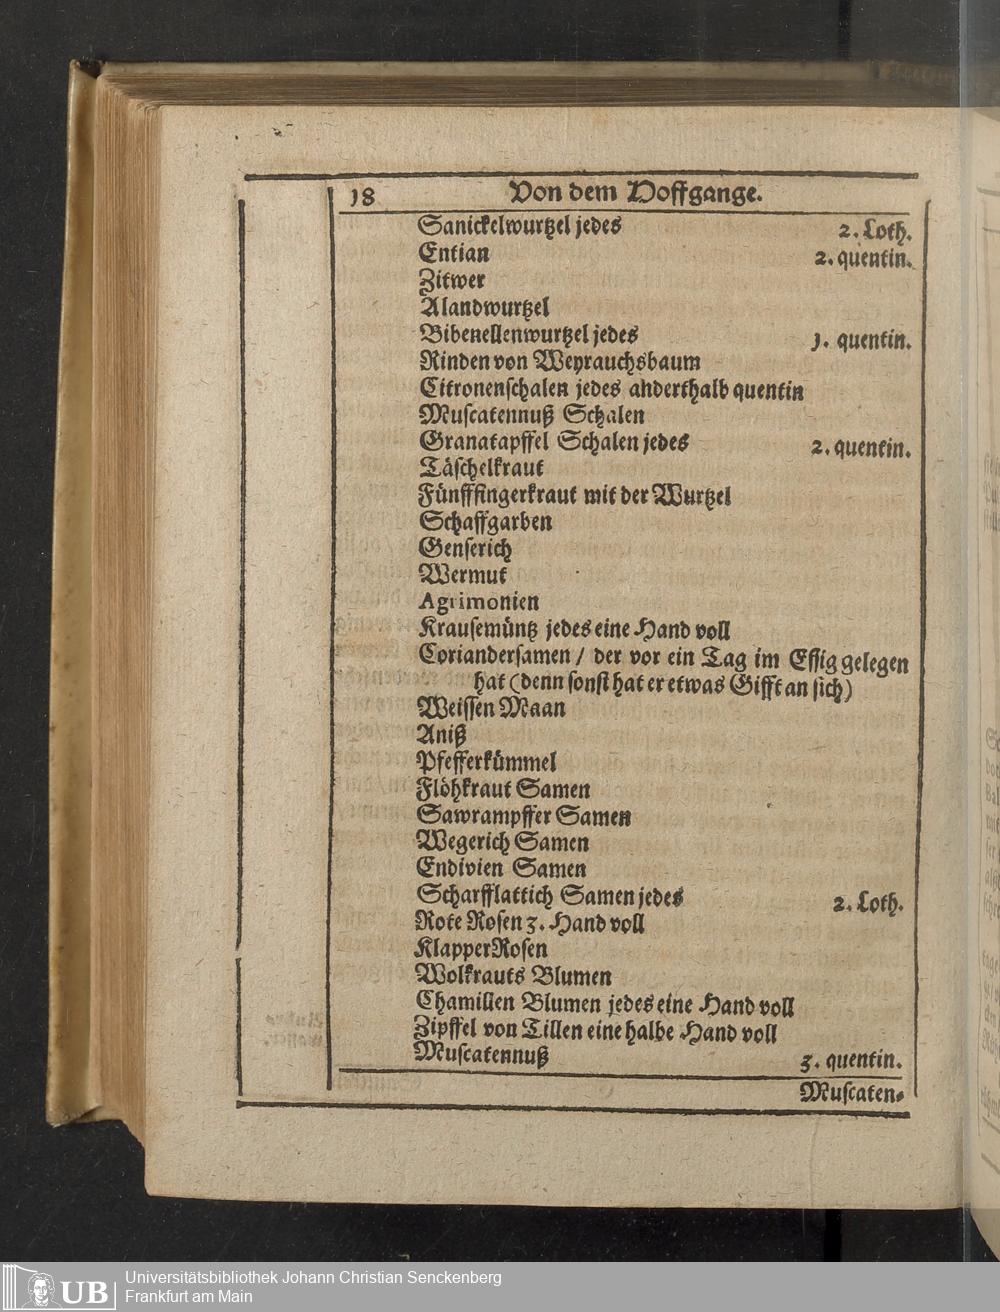 18 Von dem Hoffgange.
Sanickelwurtzel jedes 2. Loth.
Entian 2. quentin.
Zitwer
Alandwurtzel
Bibenellenwurtzel jedes 1. quentin.
Rinden von Weyrauchsbaum
Citronenschalen jedes anderthalb quentin
Muscatennuß Schalen
Granatapffel Schalen jedes 2. quentin.
Täschelkraut
Fünfffingerkraut mit der Wurtzel
Schaffgarben
Genserich
Wermut
Agrimonien
Krausemüntz jedes eine Hand voll
Coriandersamen / der vor ein Tag im Essig gelegen
hat (denn sonst hat er etwas Gifft an sich)
Weissen Maan
Aniß
Pfefferkümmel
Flöhkraut Samen
Sawrampffer Samen
Wegerich Samen
Endivien Samen
Scharfflattich Samen jedes 2. Loth.
Rote Rosen 3. Hand voll
KlapperRosen
Wolkrauts Blumen
Chamillen Blumen jedes eine Hand voll
Zipffel von Tillen eine halbe Hand voll
Muscatennuß 3. quentin.
Muscaten-
UB
Universitätsbibliothek Johann Christian Senckenberg
Frankfurt am Main